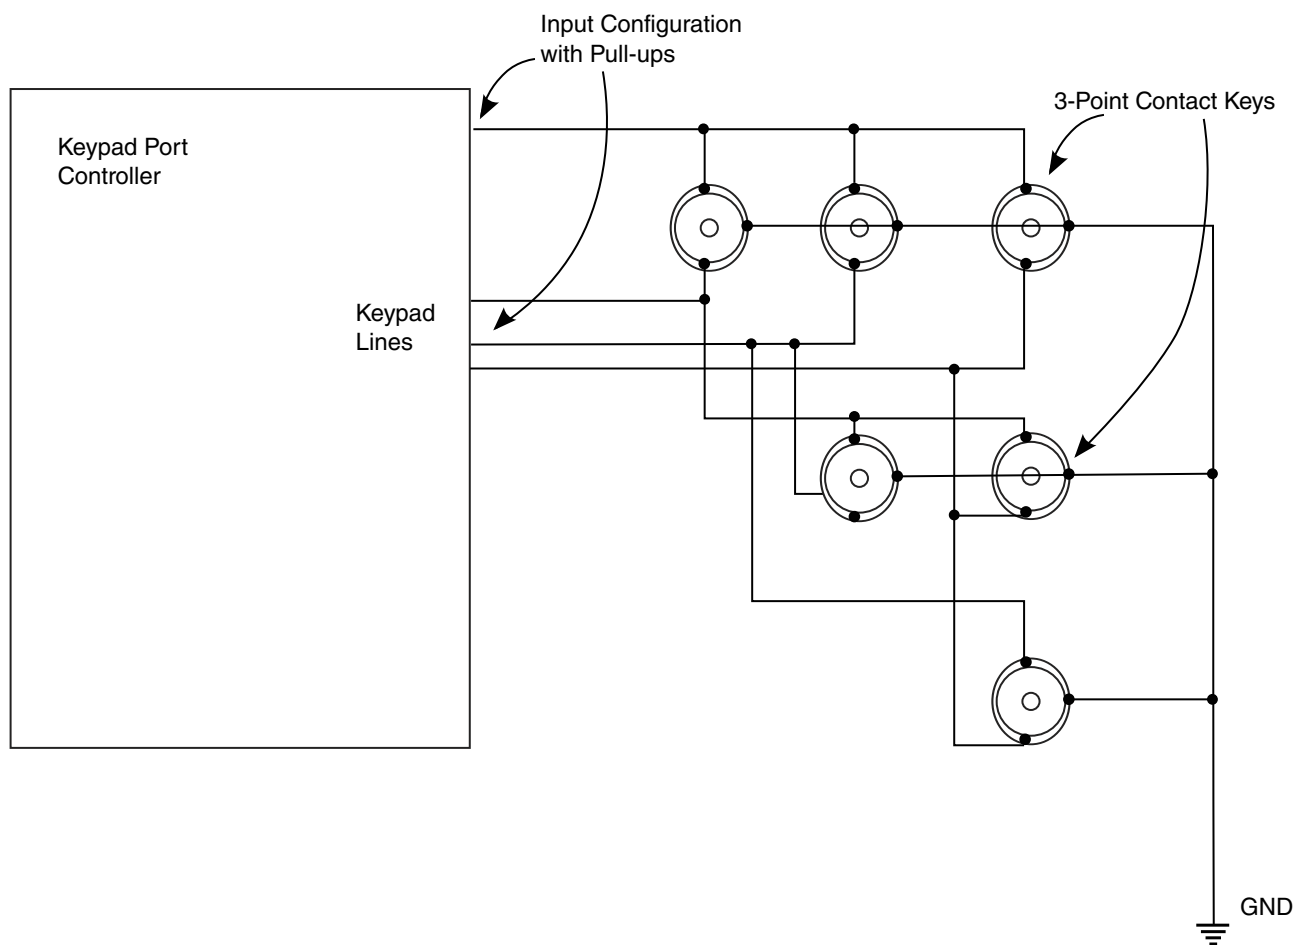 Input Configuration
with Pull-ups
3-Point Contact Keys
Keypad Port
Controller
Keypad
Lines
GND